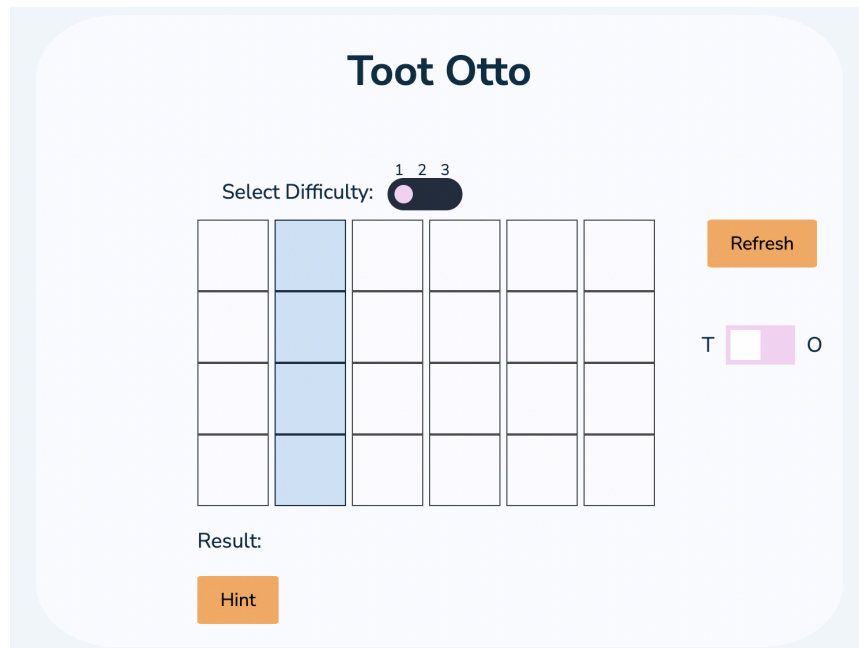 Toot Otto
1 2 3
Select Difficulty:
Refresh
T O
Result:
Hint